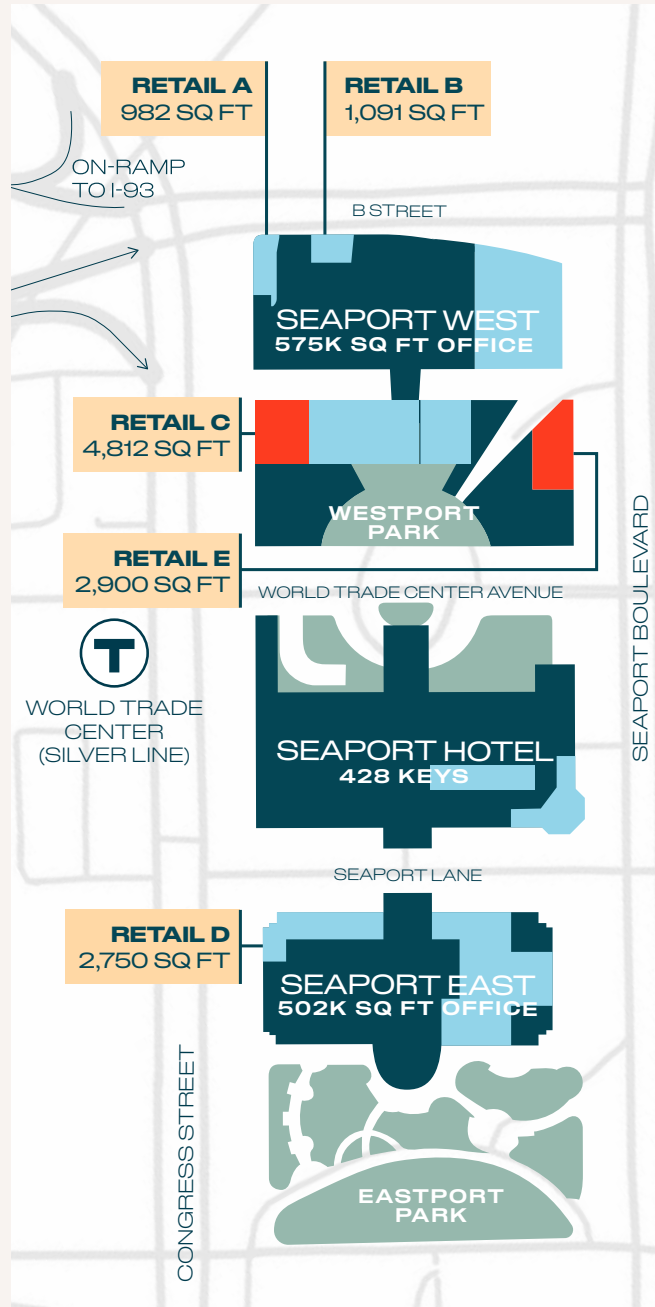 RETAIL A
982 SQ FT
RETAIL B
1,091 SQ FT
ON-RAMP
TO I-93
B STREET
SEAPORT WEST
575K SQ FT OFFICE
RETAIL C
4,812 SQ FT
WESTPORT
PARK
RETAIL E
2,900 SQ FT
WORLD TRADE CENTER AVENUE
SEAPORT BOULEVARD
T
WORLD TRADE
CENTER
(SILVER LINE)
SEAPORT HOTEL
428 KEYS
SEAPORT LANE
RETAIL D
2,750 SQ FT
SEAPORT EAST
502K SQ FT OFFICE
CONGRESS STREET
EASTPORT
PARK